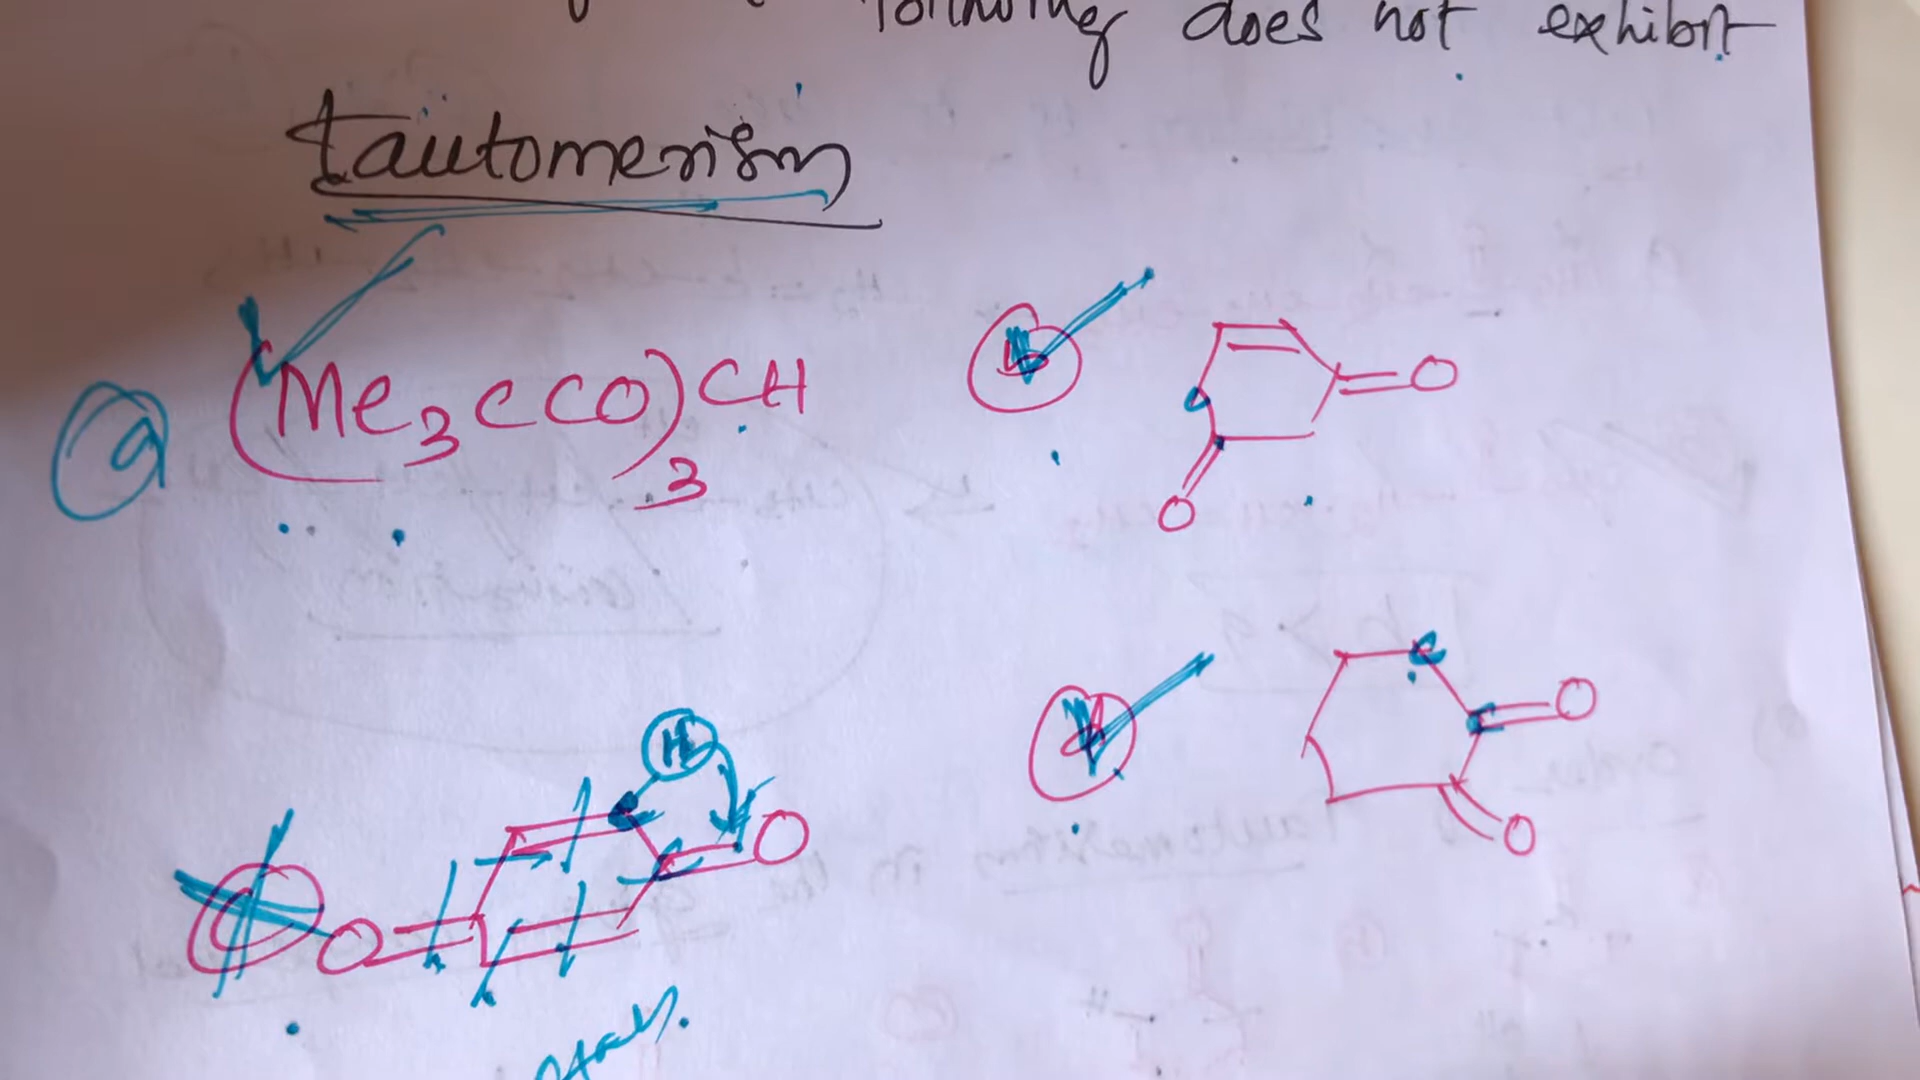 following does not exhibit
tautomerism
a (Me3CCO)3CH
b O
O
H
d O
O
C O O